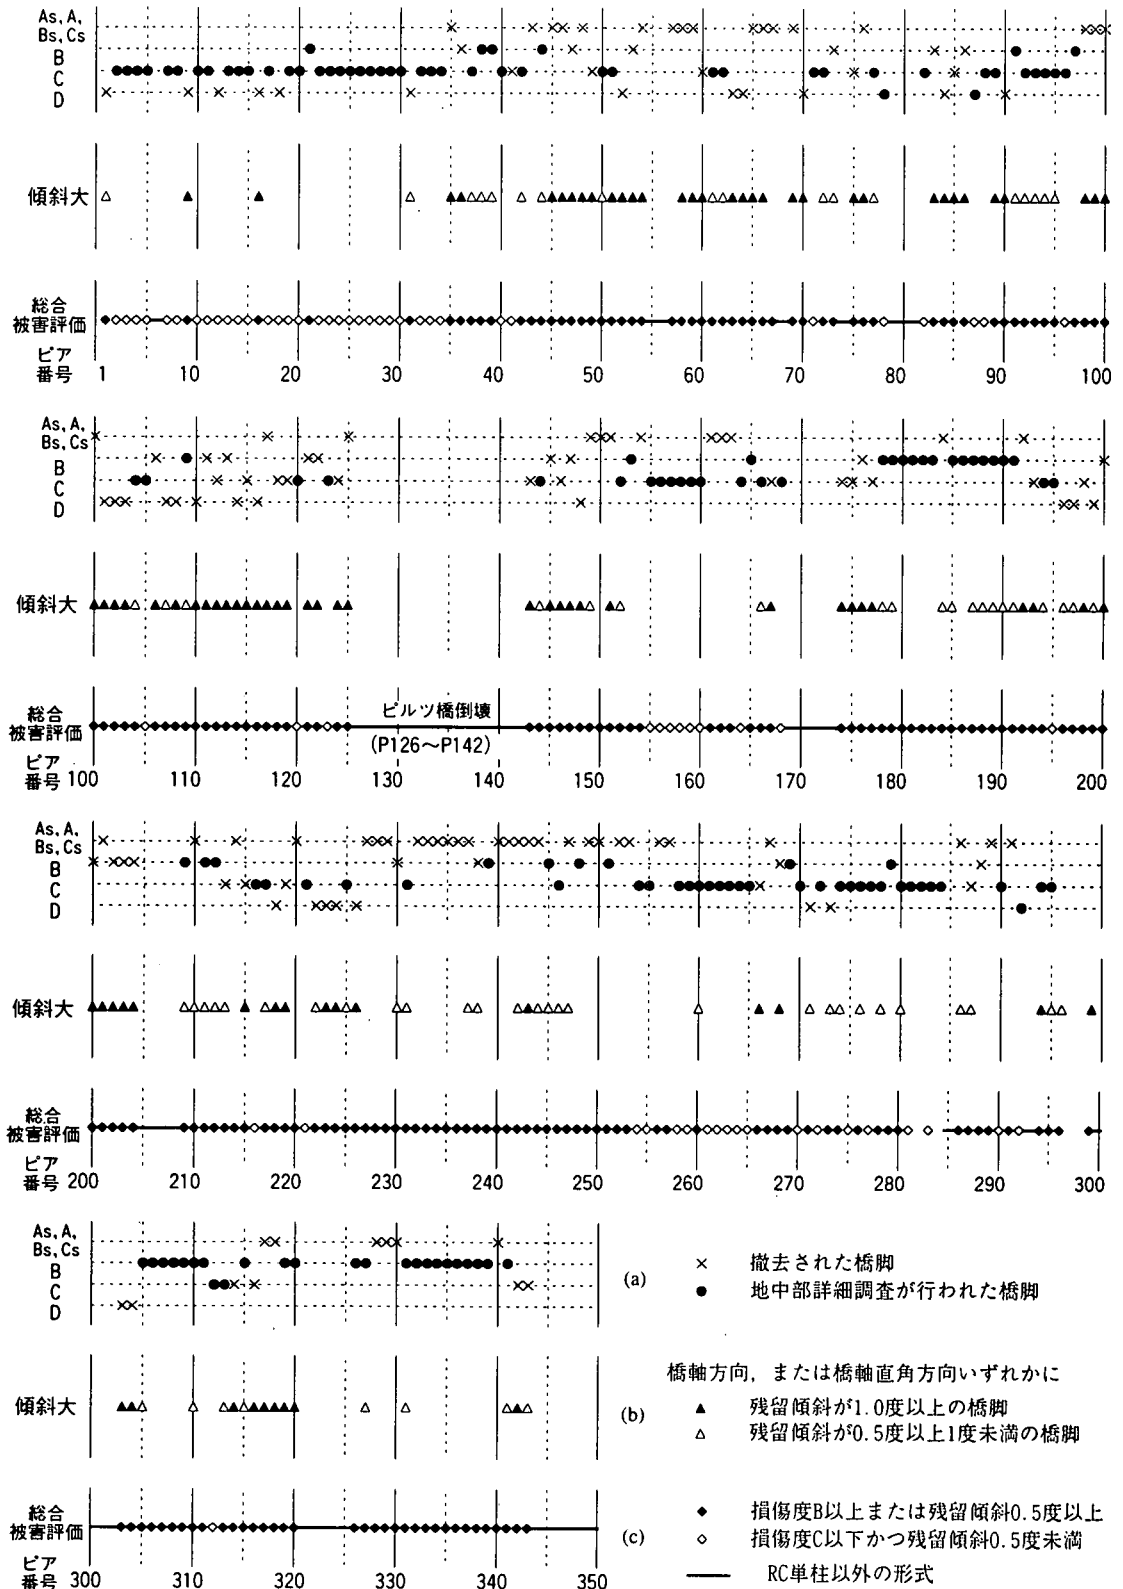 As, A,
Bs, Cs
B
C
D
傾斜大
総合
被害評価
ピア
番号 1 10 20 30 40 50 60 70 80 90 100
As, A,
Bs, Cs
B
C
D
傾斜大
総合
被害評価
ピルツ橋倒壊
(P126～P142)
ピア
番号 100 110 120 130 140 150 160 170 180 190 200
As, A,
Bs, Cs
B
C
D
傾斜大
総合
被害評価
ピア
番号 200 210 220 230 240 250 260 270 280 290 300
As, A,
Bs, Cs
B
C
D
(a)
× 撤去された橋脚
● 地中部詳細調査が行われた橋脚
傾斜大
(b)
橋軸方向，または橋軸直角方向いずれかに
▲ 残留傾斜が1.0度以上の橋脚
△ 残留傾斜が0.5度以上1度未満の橋脚
総合
被害評価
(c)
◆ 損傷度B以上または残留傾斜0.5度以上
◇ 損傷度C以下かつ残留傾斜0.5度未満
━ RC単柱以外の形式
ピア
番号 300 310 320 330 340 350